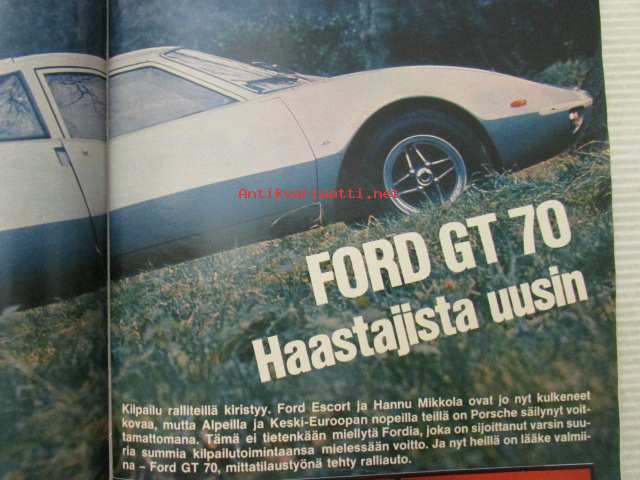 Antikvariaatti.net
FORD GT 70
Haastajista uusin
Kilpailu ralliteillä kiristyy. Ford Escort ja Hannu Mikkola ovat jo nyt kulkeneet
kovaa, mutta Alpeilla ja Keski-Euroopan nopeilla teillä on Porsche säilynyt voit-
tamattomana. Tämä ei tietenkään miellytä Fordia, joka on sijoittanut varsin suu-
ria summia kilpailutoimintaansa mielessään voitto. Ja nyt heillä on lääke valmii-
na – Ford GT 70, mittatilaustyönä tehty ralliauto.